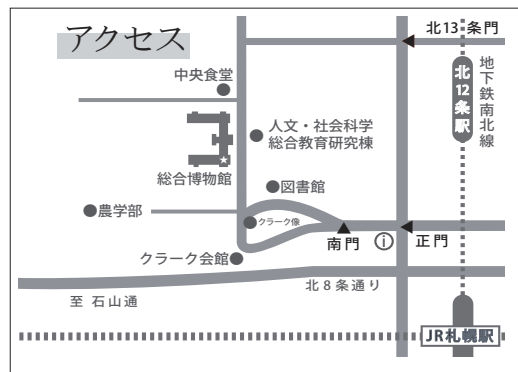 アクセス
北13条門
中央食堂
地下鉄南北線
北12条駅
人文・社会科学
総合教育研究棟
総合博物館
図書館
農学部
クラーク像
南門
i
正門
クラーク会館
北8条通り
至 石山通
JR札幌駅